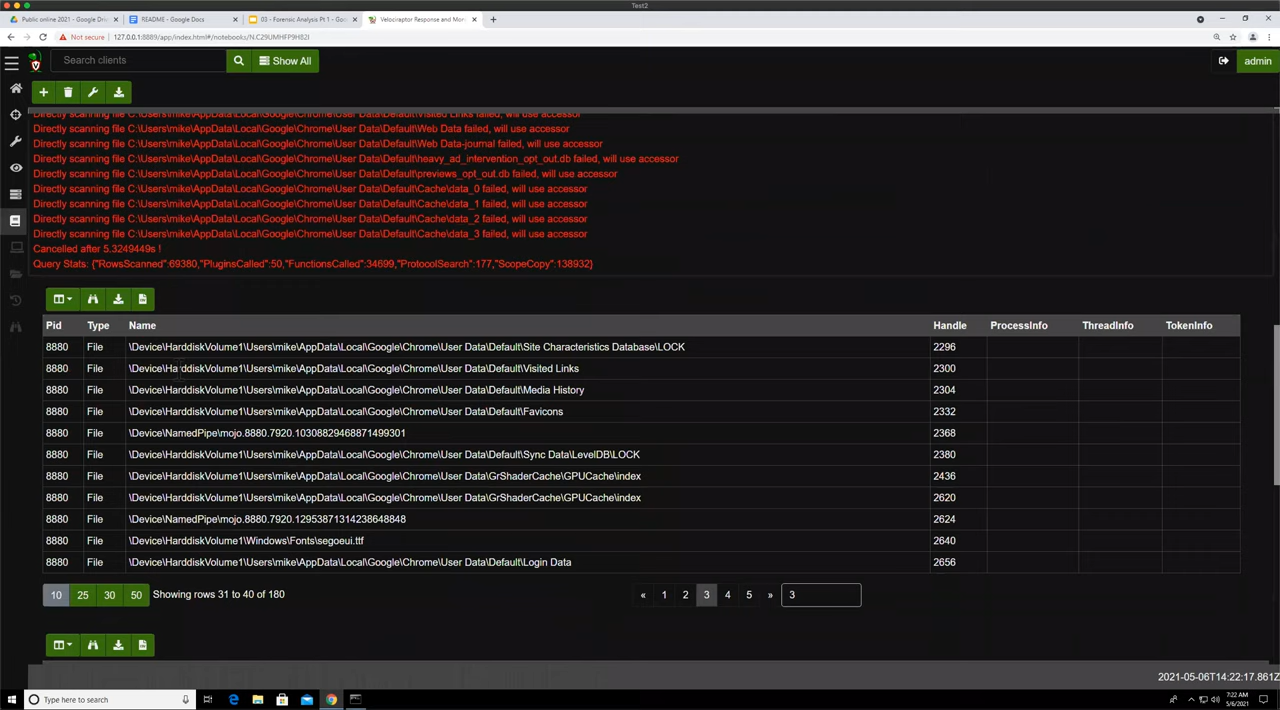 Test2
Public online 2021 - Google Driv
README - Google Docs
03 - Forensic Analysis Pt 1 - Goo
Velociraptor Response and Mon
Not secure | 127.0.0.1:8889/app/index.html#/notebooks/N.C29UMHFP9H82I
Search clients
Show All
admin
Directly scanning file C:\Users\mike\AppData\Local\Google\Chrome\User Data\Default\Visited Links failed, will use accessor
Directly scanning file C:\Users\mike\AppData\Local\Google\Chrome\User Data\Default\Web Data failed, will use accessor
Directly scanning file C:\Users\mike\AppData\Local\Google\Chrome\User Data\Default\Web Data-journal failed, will use accessor
Directly scanning file C:\Users\mike\AppData\Local\Google\Chrome\User Data\Default\heavy_ad_intervention_opt_out.db failed, will use accessor
Directly scanning file C:\Users\mike\AppData\Local\Google\Chrome\User Data\Default\previews_opt_out.db failed, will use accessor
Directly scanning file C:\Users\mike\AppData\Local\Google\Chrome\User Data\Default\Cache\data_0 failed, will use accessor
Directly scanning file C:\Users\mike\AppData\Local\Google\Chrome\User Data\Default\Cache\data_1 failed, will use accessor
Directly scanning file C:\Users\mike\AppData\Local\Google\Chrome\User Data\Default\Cache\data_2 failed, will use accessor
Directly scanning file C:\Users\mike\AppData\Local\Google\Chrome\User Data\Default\Cache\data_3 failed, will use accessor
Cancelled after 5.3249449s !
Query Stats: {"RowsScanned":69380,"PluginsCalled":50,"FunctionsCalled":34699,"ProtocolSearch":177,"ScopeCopy":138932}
Pid Type Name Handle ProcessInfo ThreadInfo TokenInfo
8880 File \Device\HarddiskVolume1\Users\mike\AppData\Local\Google\Chrome\User Data\Default\Site Characteristics Database\LOCK 2296
8880 File \Device\HarddiskVolume1\Users\mike\AppData\Local\Google\Chrome\User Data\Default\Visited Links 2300
8880 File \Device\HarddiskVolume1\Users\mike\AppData\Local\Google\Chrome\User Data\Default\Media History 2304
8880 File \Device\HarddiskVolume1\Users\mike\AppData\Local\Google\Chrome\User Data\Default\Favicons 2332
8880 File \Device\NamedPipe\mojo.8880.7920.10308829468871499301 2368
8880 File \Device\HarddiskVolume1\Users\mike\AppData\Local\Google\Chrome\User Data\Default\Sync Data\LevelDB\LOCK 2380
8880 File \Device\HarddiskVolume1\Users\mike\AppData\Local\Google\Chrome\User Data\GrShaderCache\GPUCache\index 2436
8880 File \Device\HarddiskVolume1\Users\mike\AppData\Local\Google\Chrome\User Data\GrShaderCache\GPUCache\index 2620
8880 File \Device\NamedPipe\mojo.8880.7920.12953871314238648848 2624
8880 File \Device\HarddiskVolume1\Windows\Fonts\segoeui.ttf 2640
8880 File \Device\HarddiskVolume1\Users\mike\AppData\Local\Google\Chrome\User Data\Default\Login Data 2656
10 25 30 50 Showing rows 31 to 40 of 180 « 1 2 3 4 5 » 3
2021-05-06T14:22:17.861Z
Type here to search
7:22 AM
5/6/2021